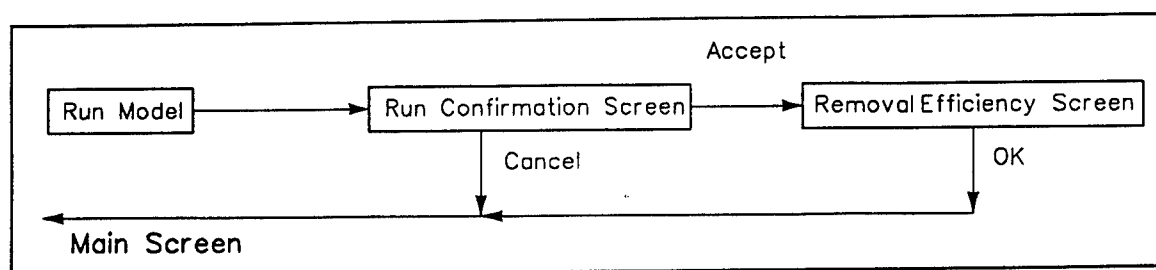 Accept
Run Model
Run Confirmation Screen
Removal Efficiency Screen
Cancel
OK
Main Screen